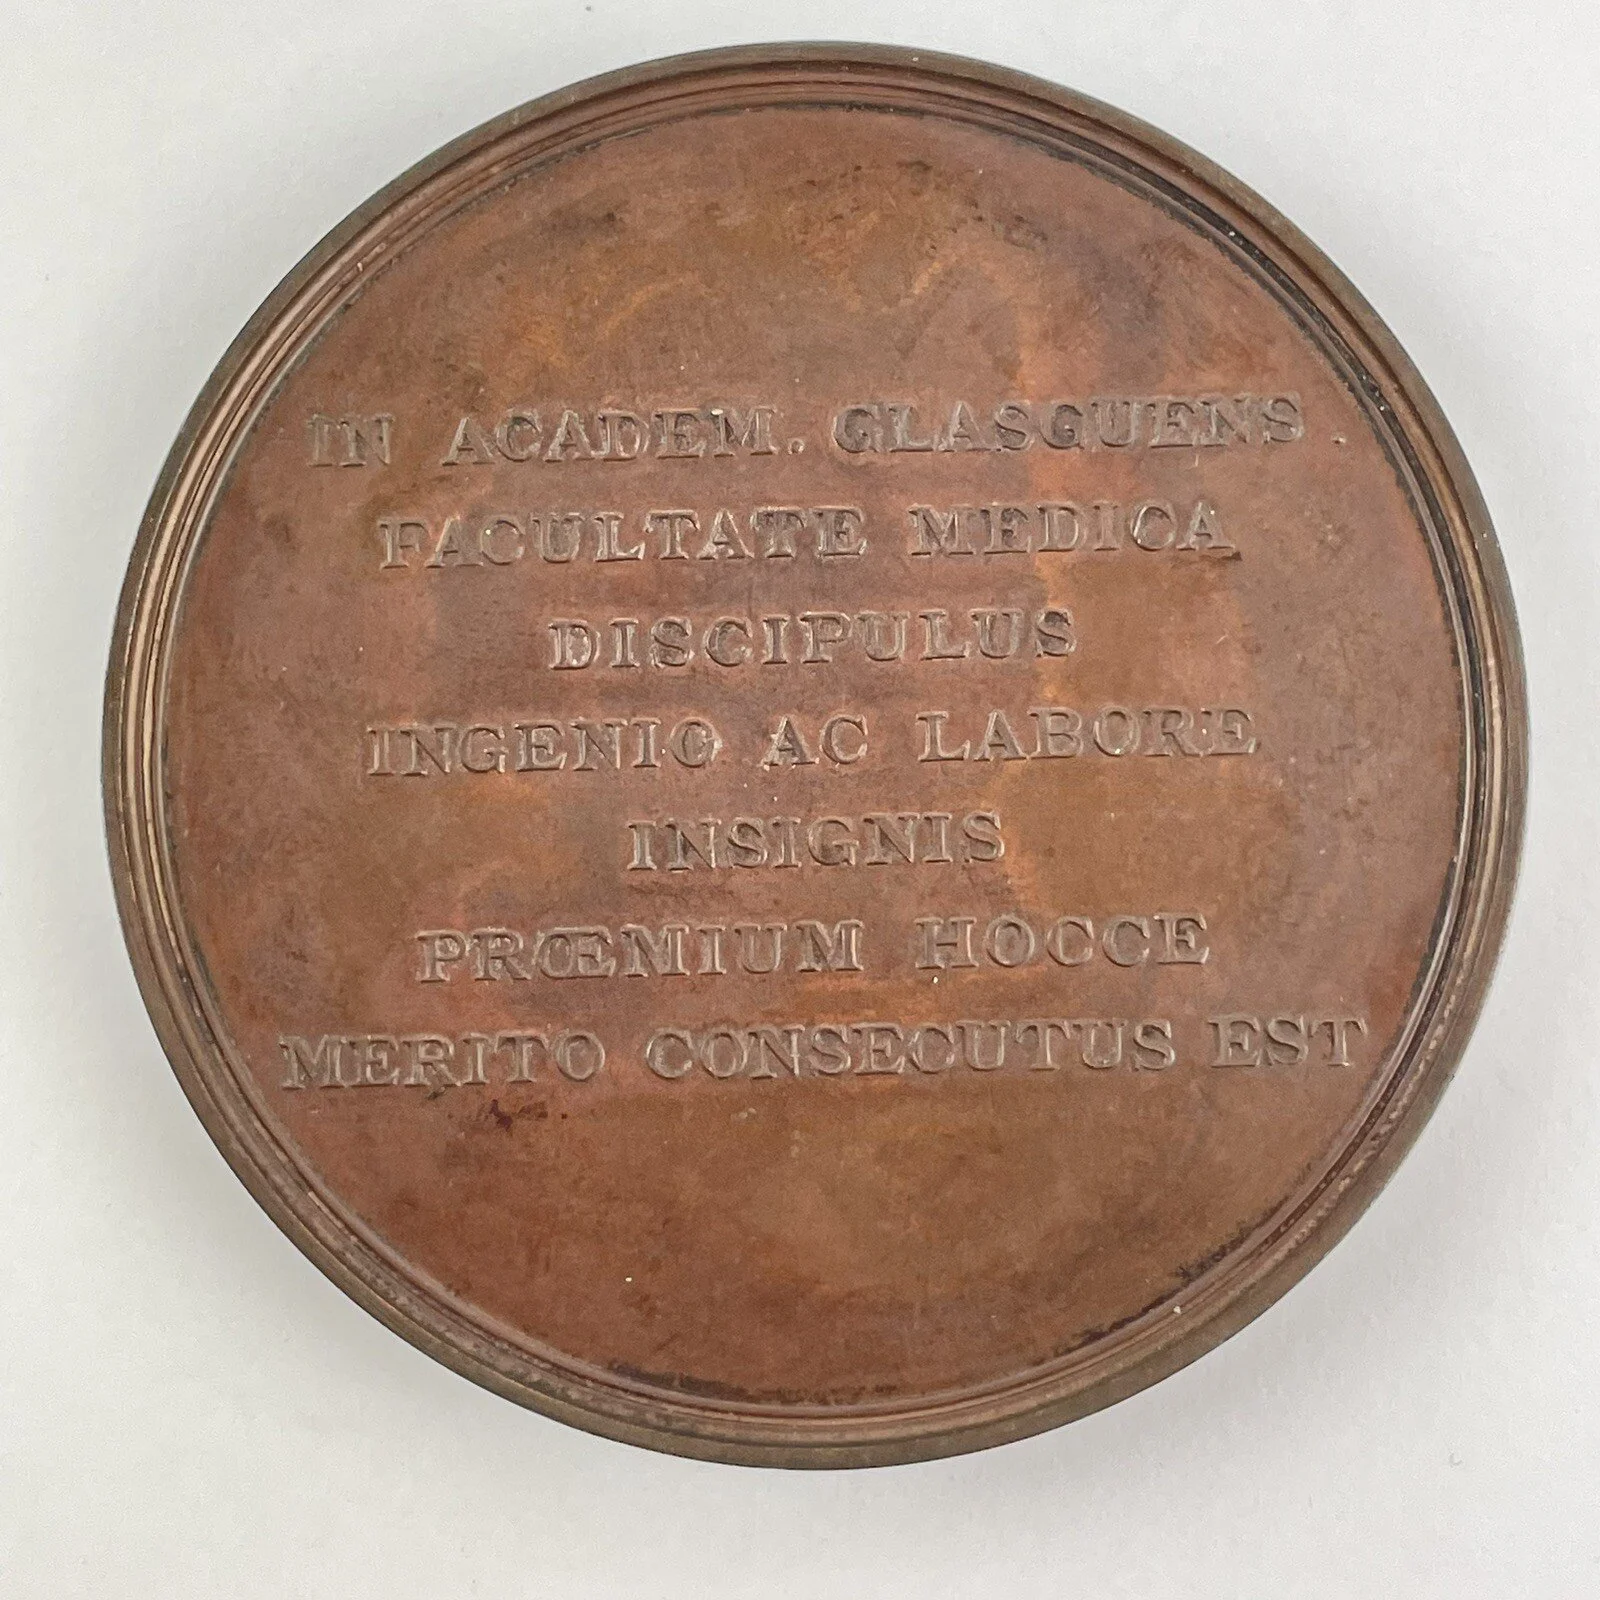 IN ACADEM. GLASGUENS.
FACULTATE MEDICA
DISCIPULUS
INGENIO AC LABORE
INSIGNIS
PRŒMIUM HOCCE
MERITO CONSECUTUS EST